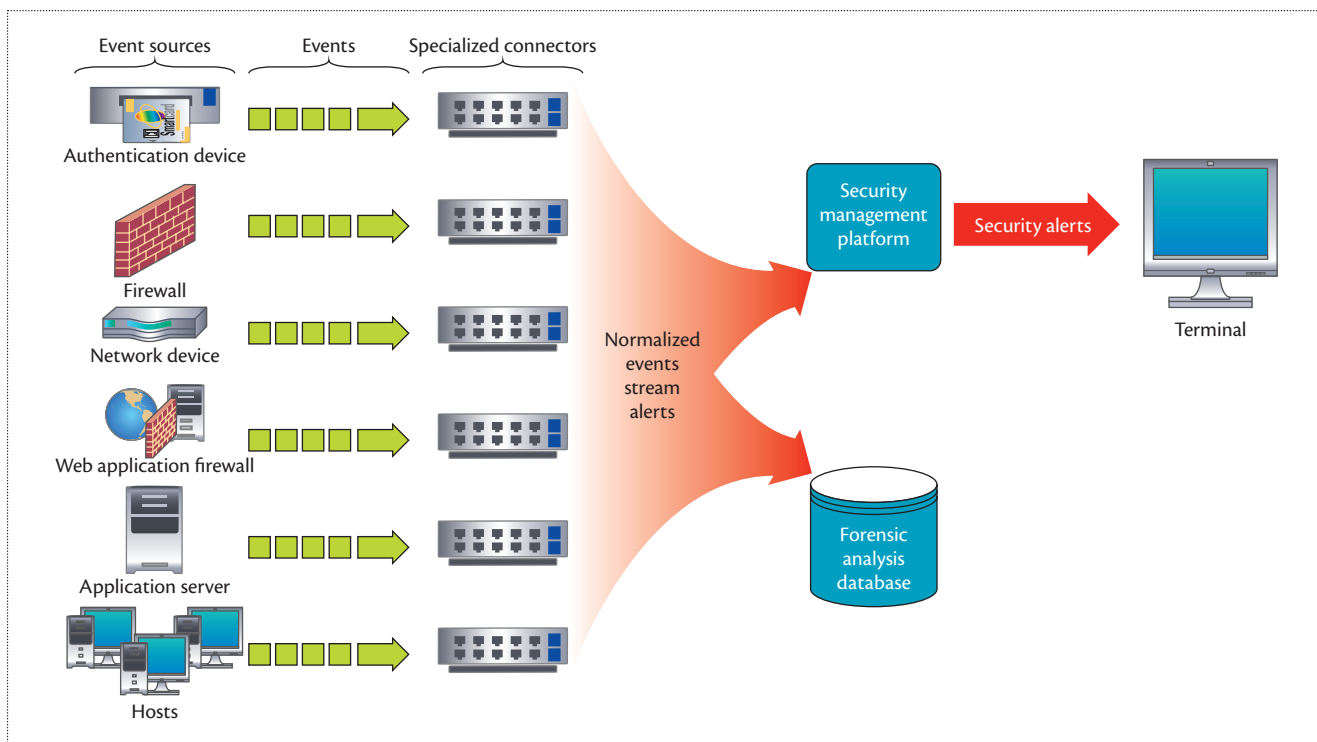 Event sources
Events
Specialized connectors
SmartCard
Authentication device
Firewall
Network device
Web application firewall
Application server
Hosts
Normalized
events
stream
alerts
Security
management
platform
Security alerts
Terminal
Forensic
analysis
database